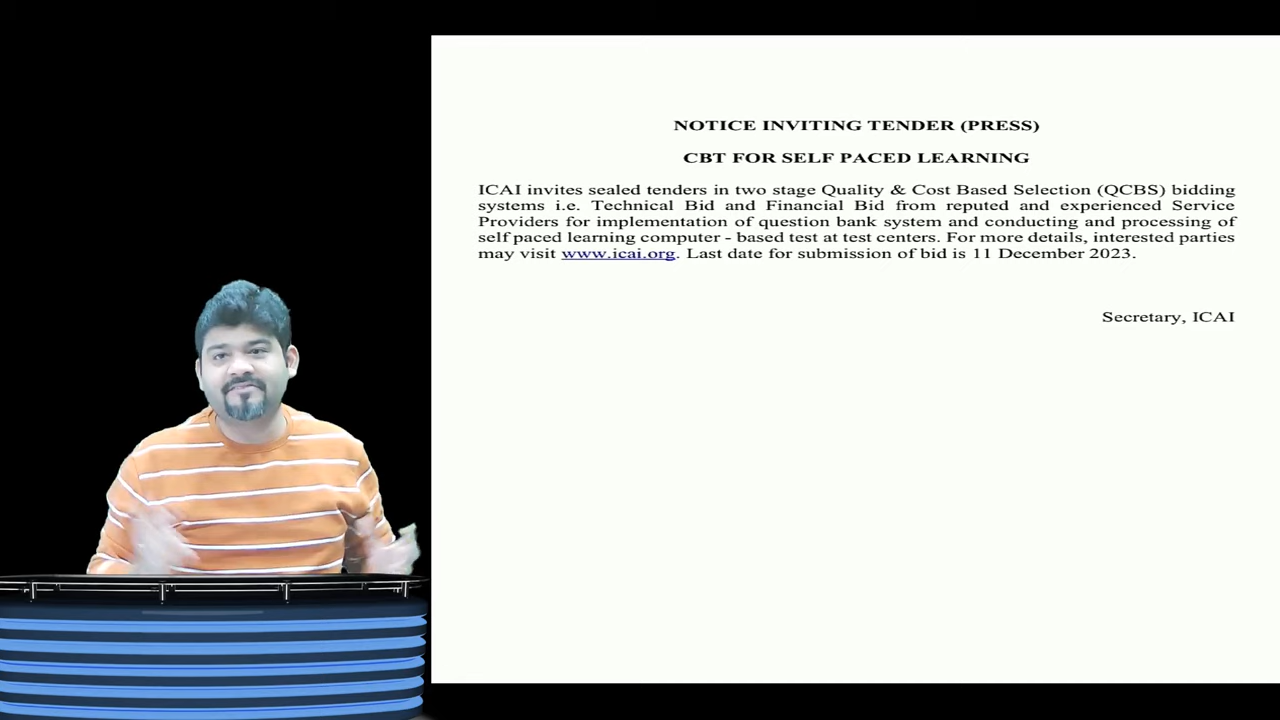 NOTICE INVITING TENDER (PRESS)
CBT FOR SELF PACED LEARNING
ICAI invites sealed tenders in two stage Quality & Cost Based Selection (QCBS) bidding
systems i.e. Technical Bid and Financial Bid from reputed and experienced Service
Providers for implementation of question bank system and conducting and processing of
self paced learning computer - based test at test centers. For more details, interested parties
may visit www.icai.org. Last date for submission of bid is 11 December 2023.
Secretary, ICAI